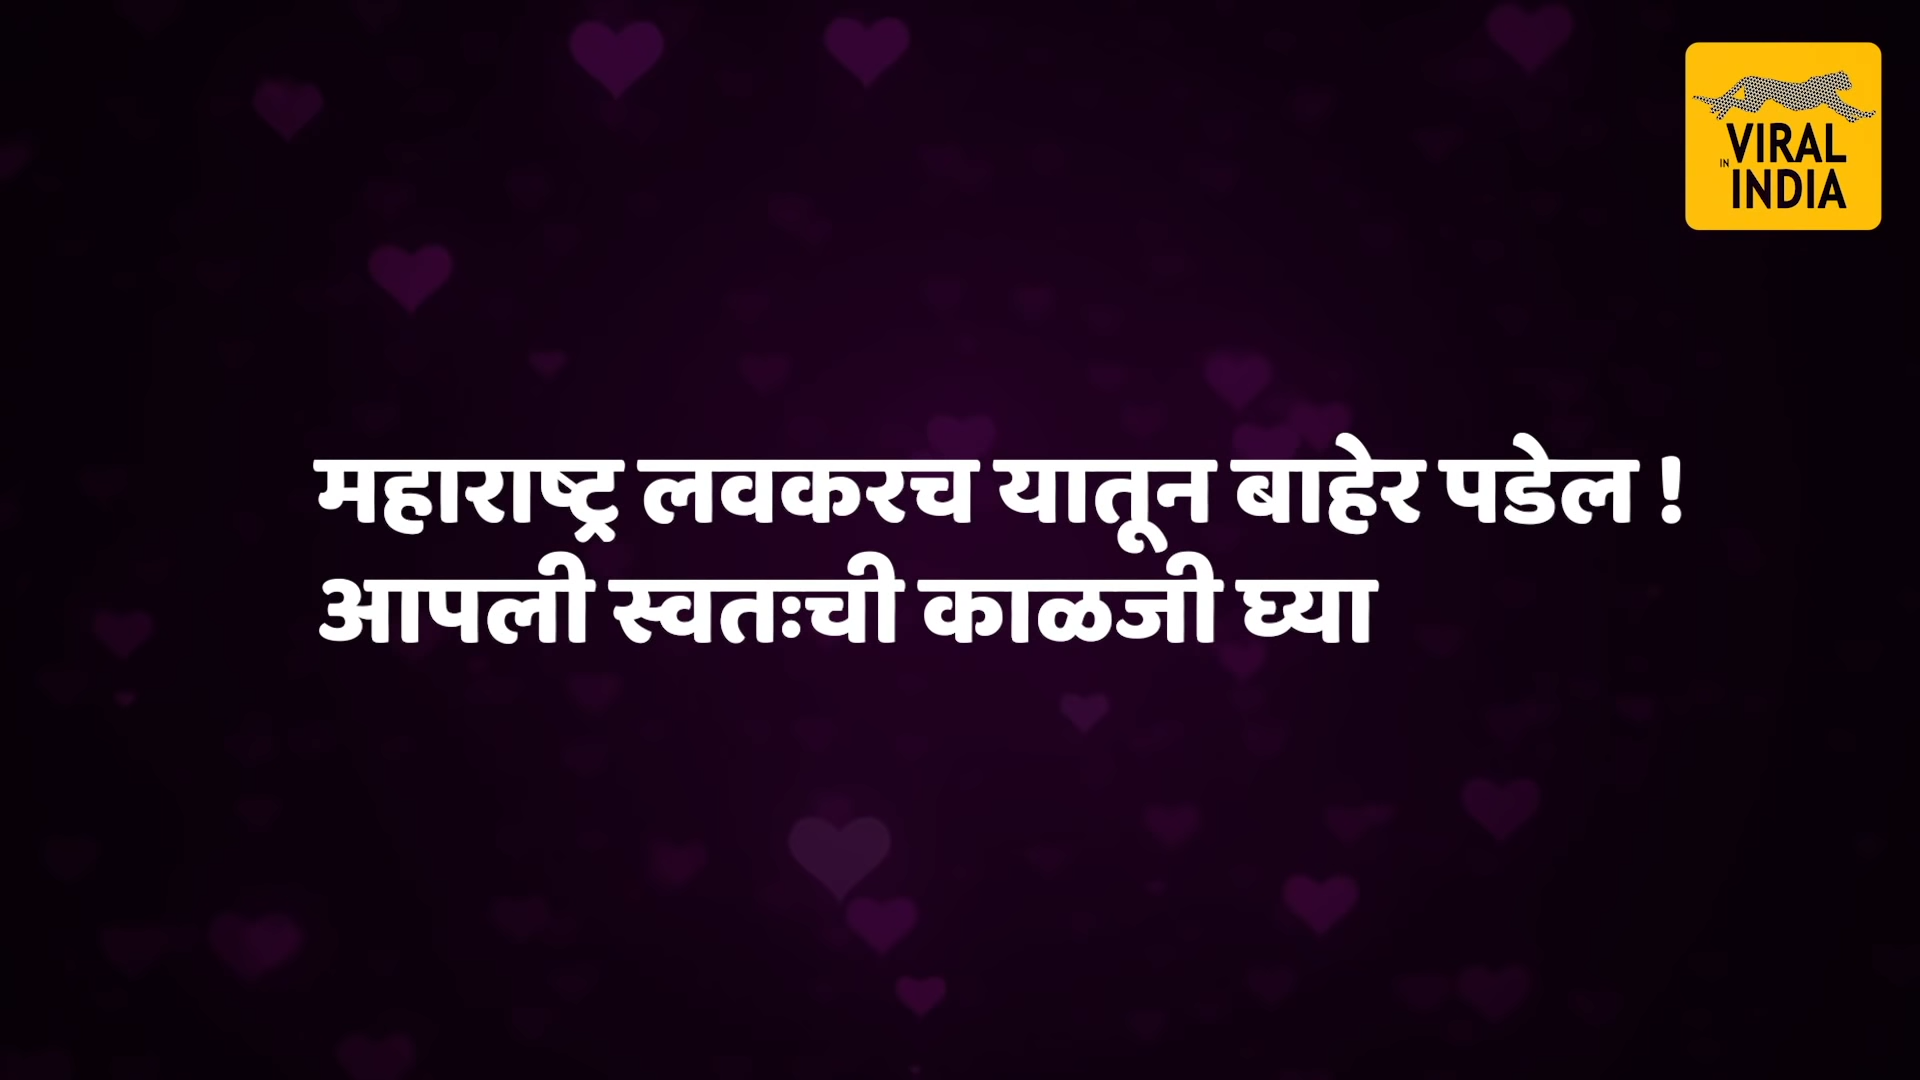 IN VIRAL
INDIA
महाराष्ट्र लवकरच यातून बाहेर पडेल !
आपली स्वतःची काळजी घ्या